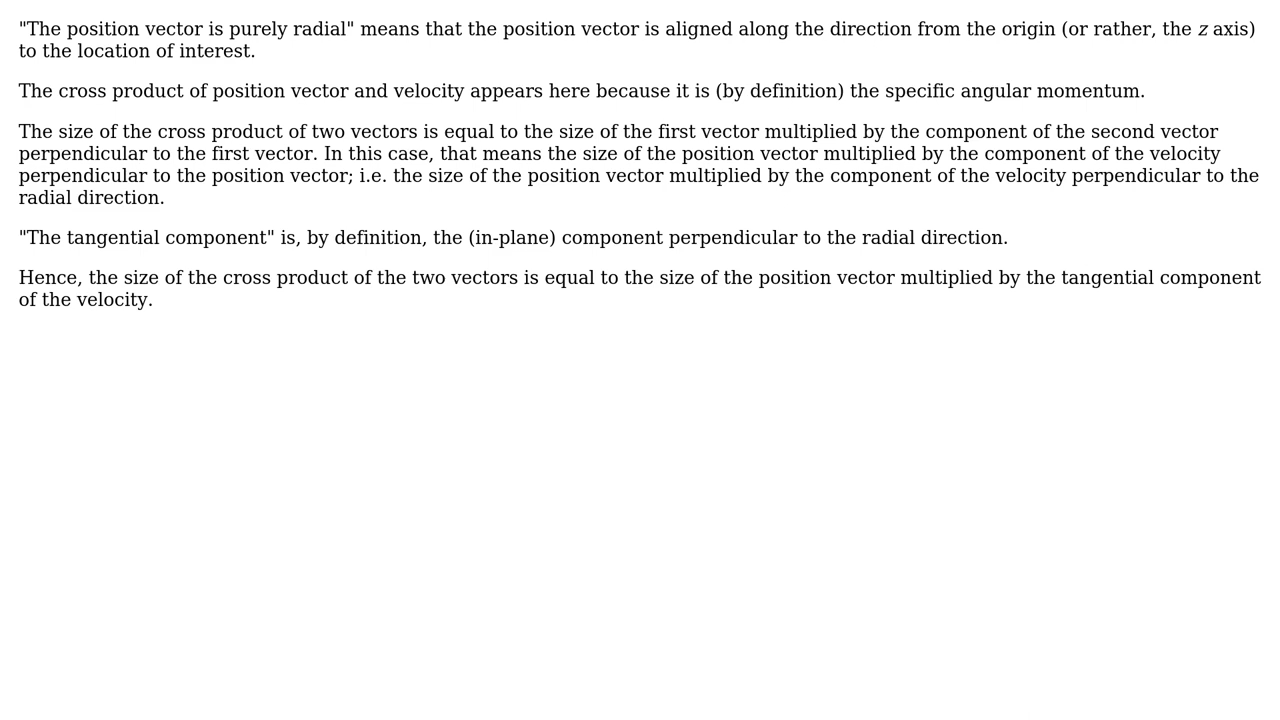 "The position vector is purely radial" means that the position vector is aligned along the direction from the origin (or rather, the z axis)
to the location of interest.
The cross product of position vector and velocity appears here because it is (by definition) the specific angular momentum.
The size of the cross product of two vectors is equal to the size of the first vector multiplied by the component of the second vector
perpendicular to the first vector. In this case, that means the size of the position vector multiplied by the component of the velocity
perpendicular to the position vector; i.e. the size of the position vector multiplied by the component of the velocity perpendicular to the
radial direction.
"The tangential component" is, by definition, the (in-plane) component perpendicular to the radial direction.
Hence, the size of the cross product of the two vectors is equal to the size of the position vector multiplied by the tangential component
of the velocity.